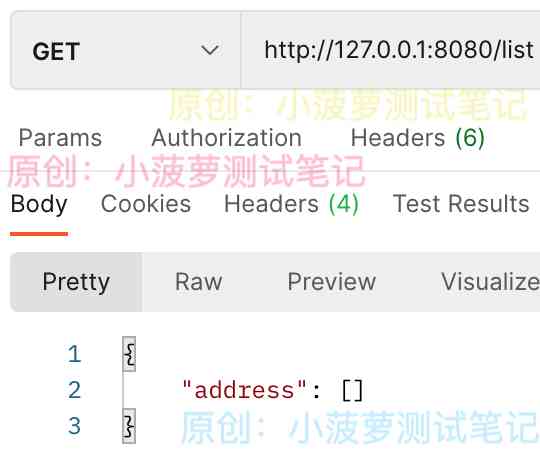 GET http://127.0.0.1:8080/list
原创：小菠萝测试笔记
Params Authorization Headers (6)
原创：小菠萝测试笔记
Body Cookies Headers (4) Test Results
Pretty Raw Preview Visualize
1 {
2 "address": []
3 }
原创：小菠萝测试笔记